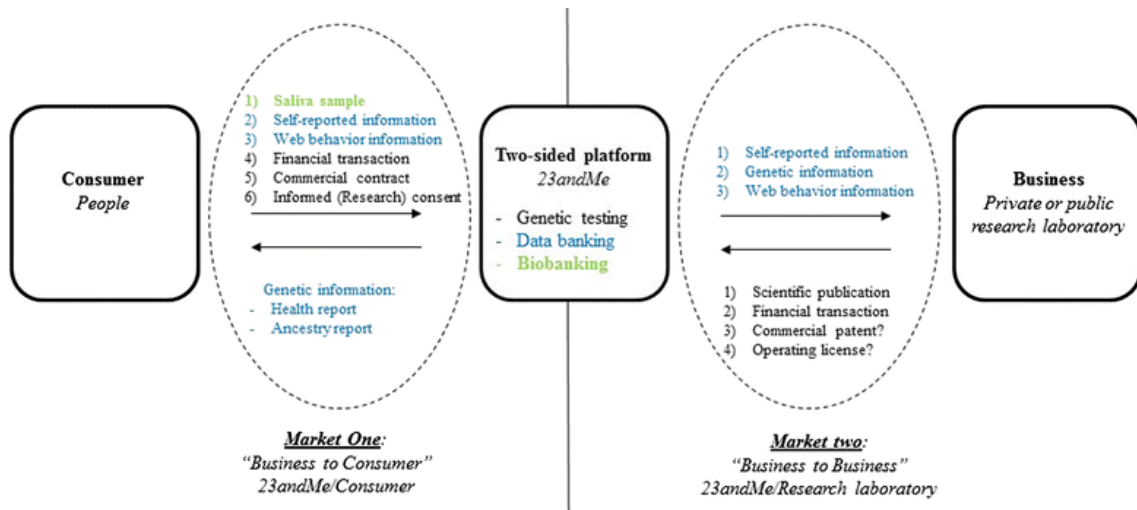 Consumer
People
1) Saliva sample
2) Self-reported information
3) Web behavior information
4) Financial transaction
5) Commercial contract
6) Informed (Research) consent
Genetic information:
- Health report
- Ancestry report
Market One:
“Business to Consumer”
23andMe/Consumer
Two-sided platform
23andMe
- Genetic testing
- Data banking
- Biobanking
1) Self-reported information
2) Genetic information
3) Web behavior information
1) Scientific publication
2) Financial transaction
3) Commercial patent?
4) Operating license?
Market two:
“Business to Business”
23andMe/Research laboratory
Business
Private or public
research laboratory